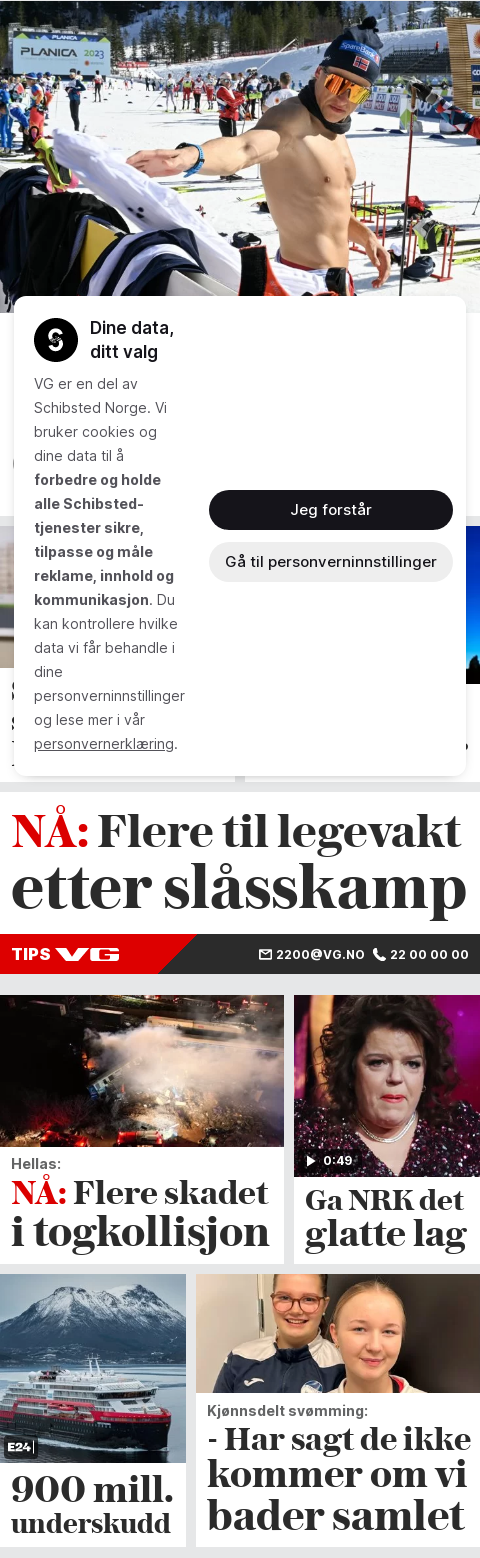 PLANICA 2023
PLANICA
SpareBank
Dine data,
ditt valg
VG er en del av
Schibsted Norge. Vi
bruker cookies og
dine data til å
forbedre og holde
alle Schibsted-
tjenester sikre,
tilpasse og måle
reklame, innhold og
kommunikasjon. Du
kan kontrollere hvilke
data vi får behandle i
dine
personverninnstillinger
og lese mer i vår
personvernerklæring.
Jeg forstår
Gå til personverninnstillinger
NÅ: Flere til legevakt
etter slåsskamp
TIPS VG
2200@VG.NO 22 00 00 00
Hellas:
NÅ: Flere skadet
i togkollisjon
0:49
Ga NRK det
glatte lag
E24
900 mill.
underskudd
Kjønnsdelt svømming:
- Har sagt de ikke
kommer om vi
bader samlet